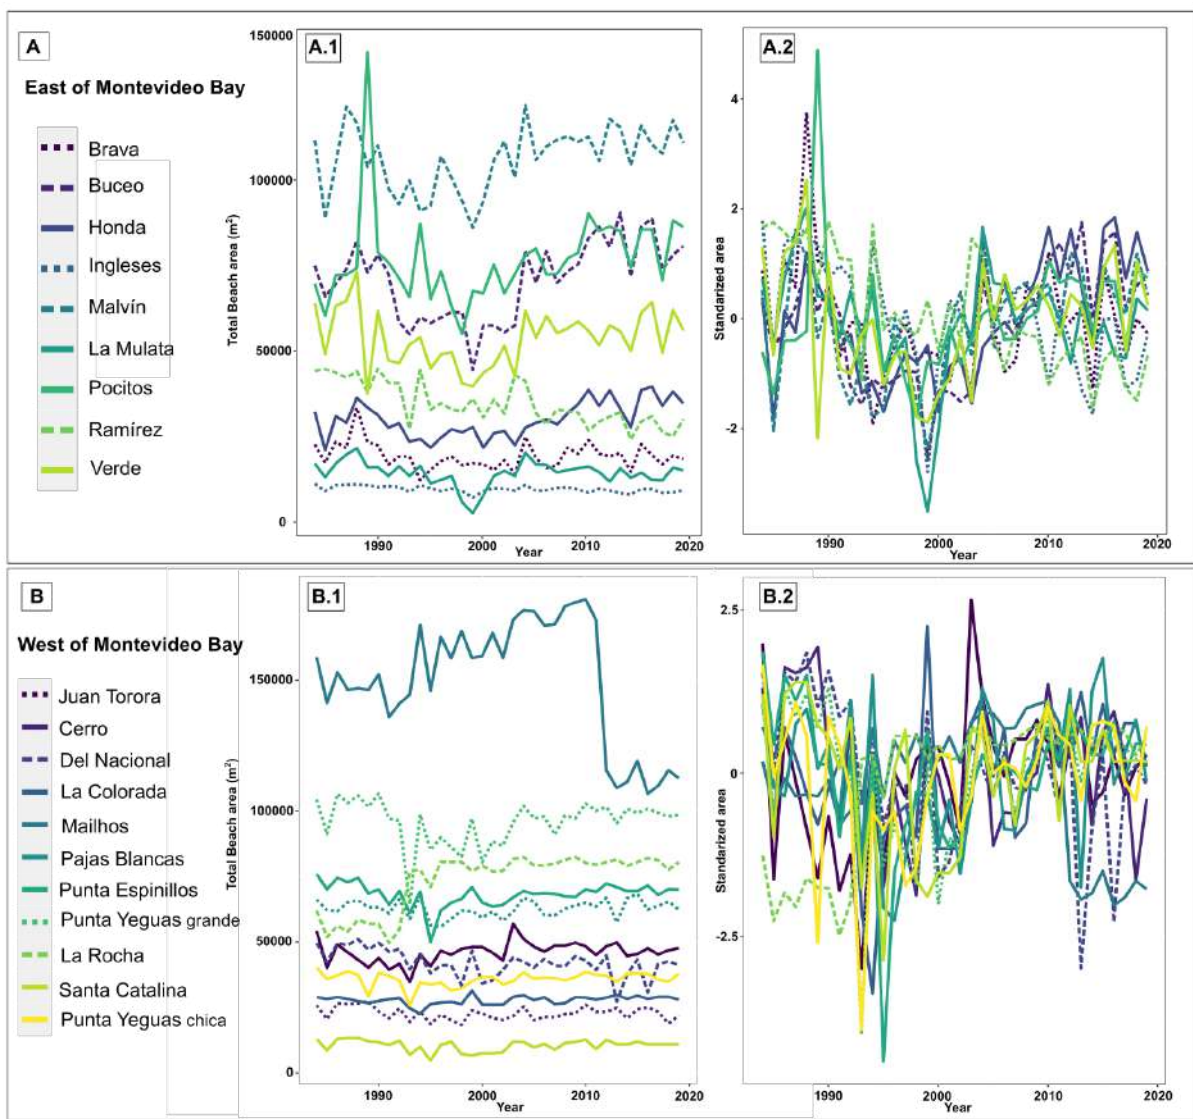 A
East of Montevideo Bay
Brava
Buceo
Honda
Ingleses
Malvín
La Mulata
Pocitos
Ramírez
Verde
A.1
Total Beach area (m²)
150000
100000
50000
0
1990
2000
2010
2020
Year
A.2
Standarized area
4
2
0
-2
1990
2000
2010
2020
Year
B
West of Montevideo Bay
Juan Torora
Cerro
Del Nacional
La Colorada
Mailhos
Pajas Blancas
Punta Espinillos
Punta Yeguas grande
La Rocha
Santa Catalina
Punta Yeguas chica
B.1
Total Beach area (m²)
150000
100000
50000
0
1990
2000
2010
2020
Year
B.2
Standarized area
2.5
0
-2.5
1990
2000
2010
2020
Year